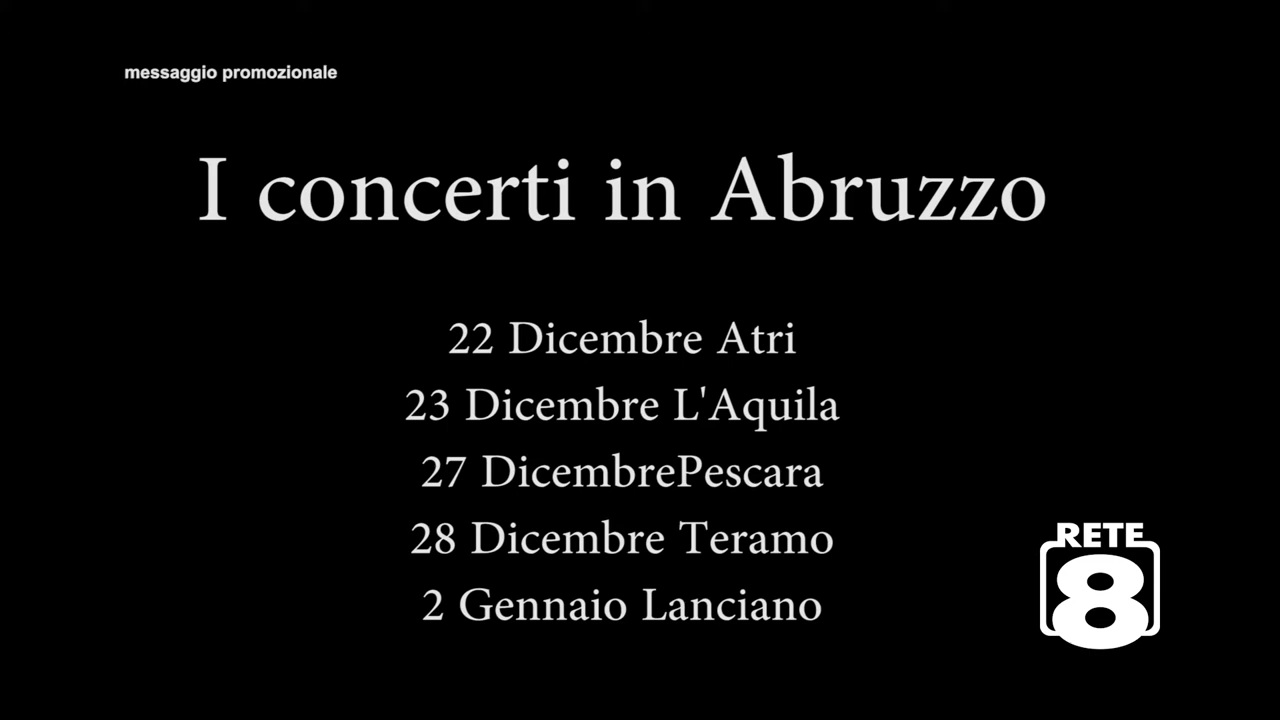 messaggio promozionale
I concerti in Abruzzo
22 Dicembre Atri
23 Dicembre L'Aquila
27 DicembrePescara
28 Dicembre Teramo
2 Gennaio Lanciano
RETE
8